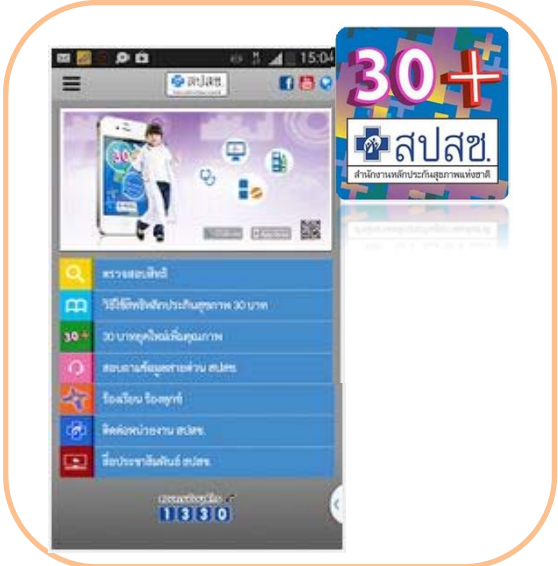 15:04
สปสช.
30+
สปสช.
สำนักงานหลักประกันสุขภาพแห่งชาติ
30
ตรวจสอบสิทธิ
วิธีใช้สิทธิหลักประกันสุขภาพ 30 บาท
30+
30 บาทยุคใหม่เพิ่มคุณภาพ
สอบถามข้อมูลสายด่วน สปสช.
ร้องเรียน ร้องทุกข์
ติดต่อหน่วยงาน สปสช.
สื่อประชาสัมพันธ์ สปสช.
1330